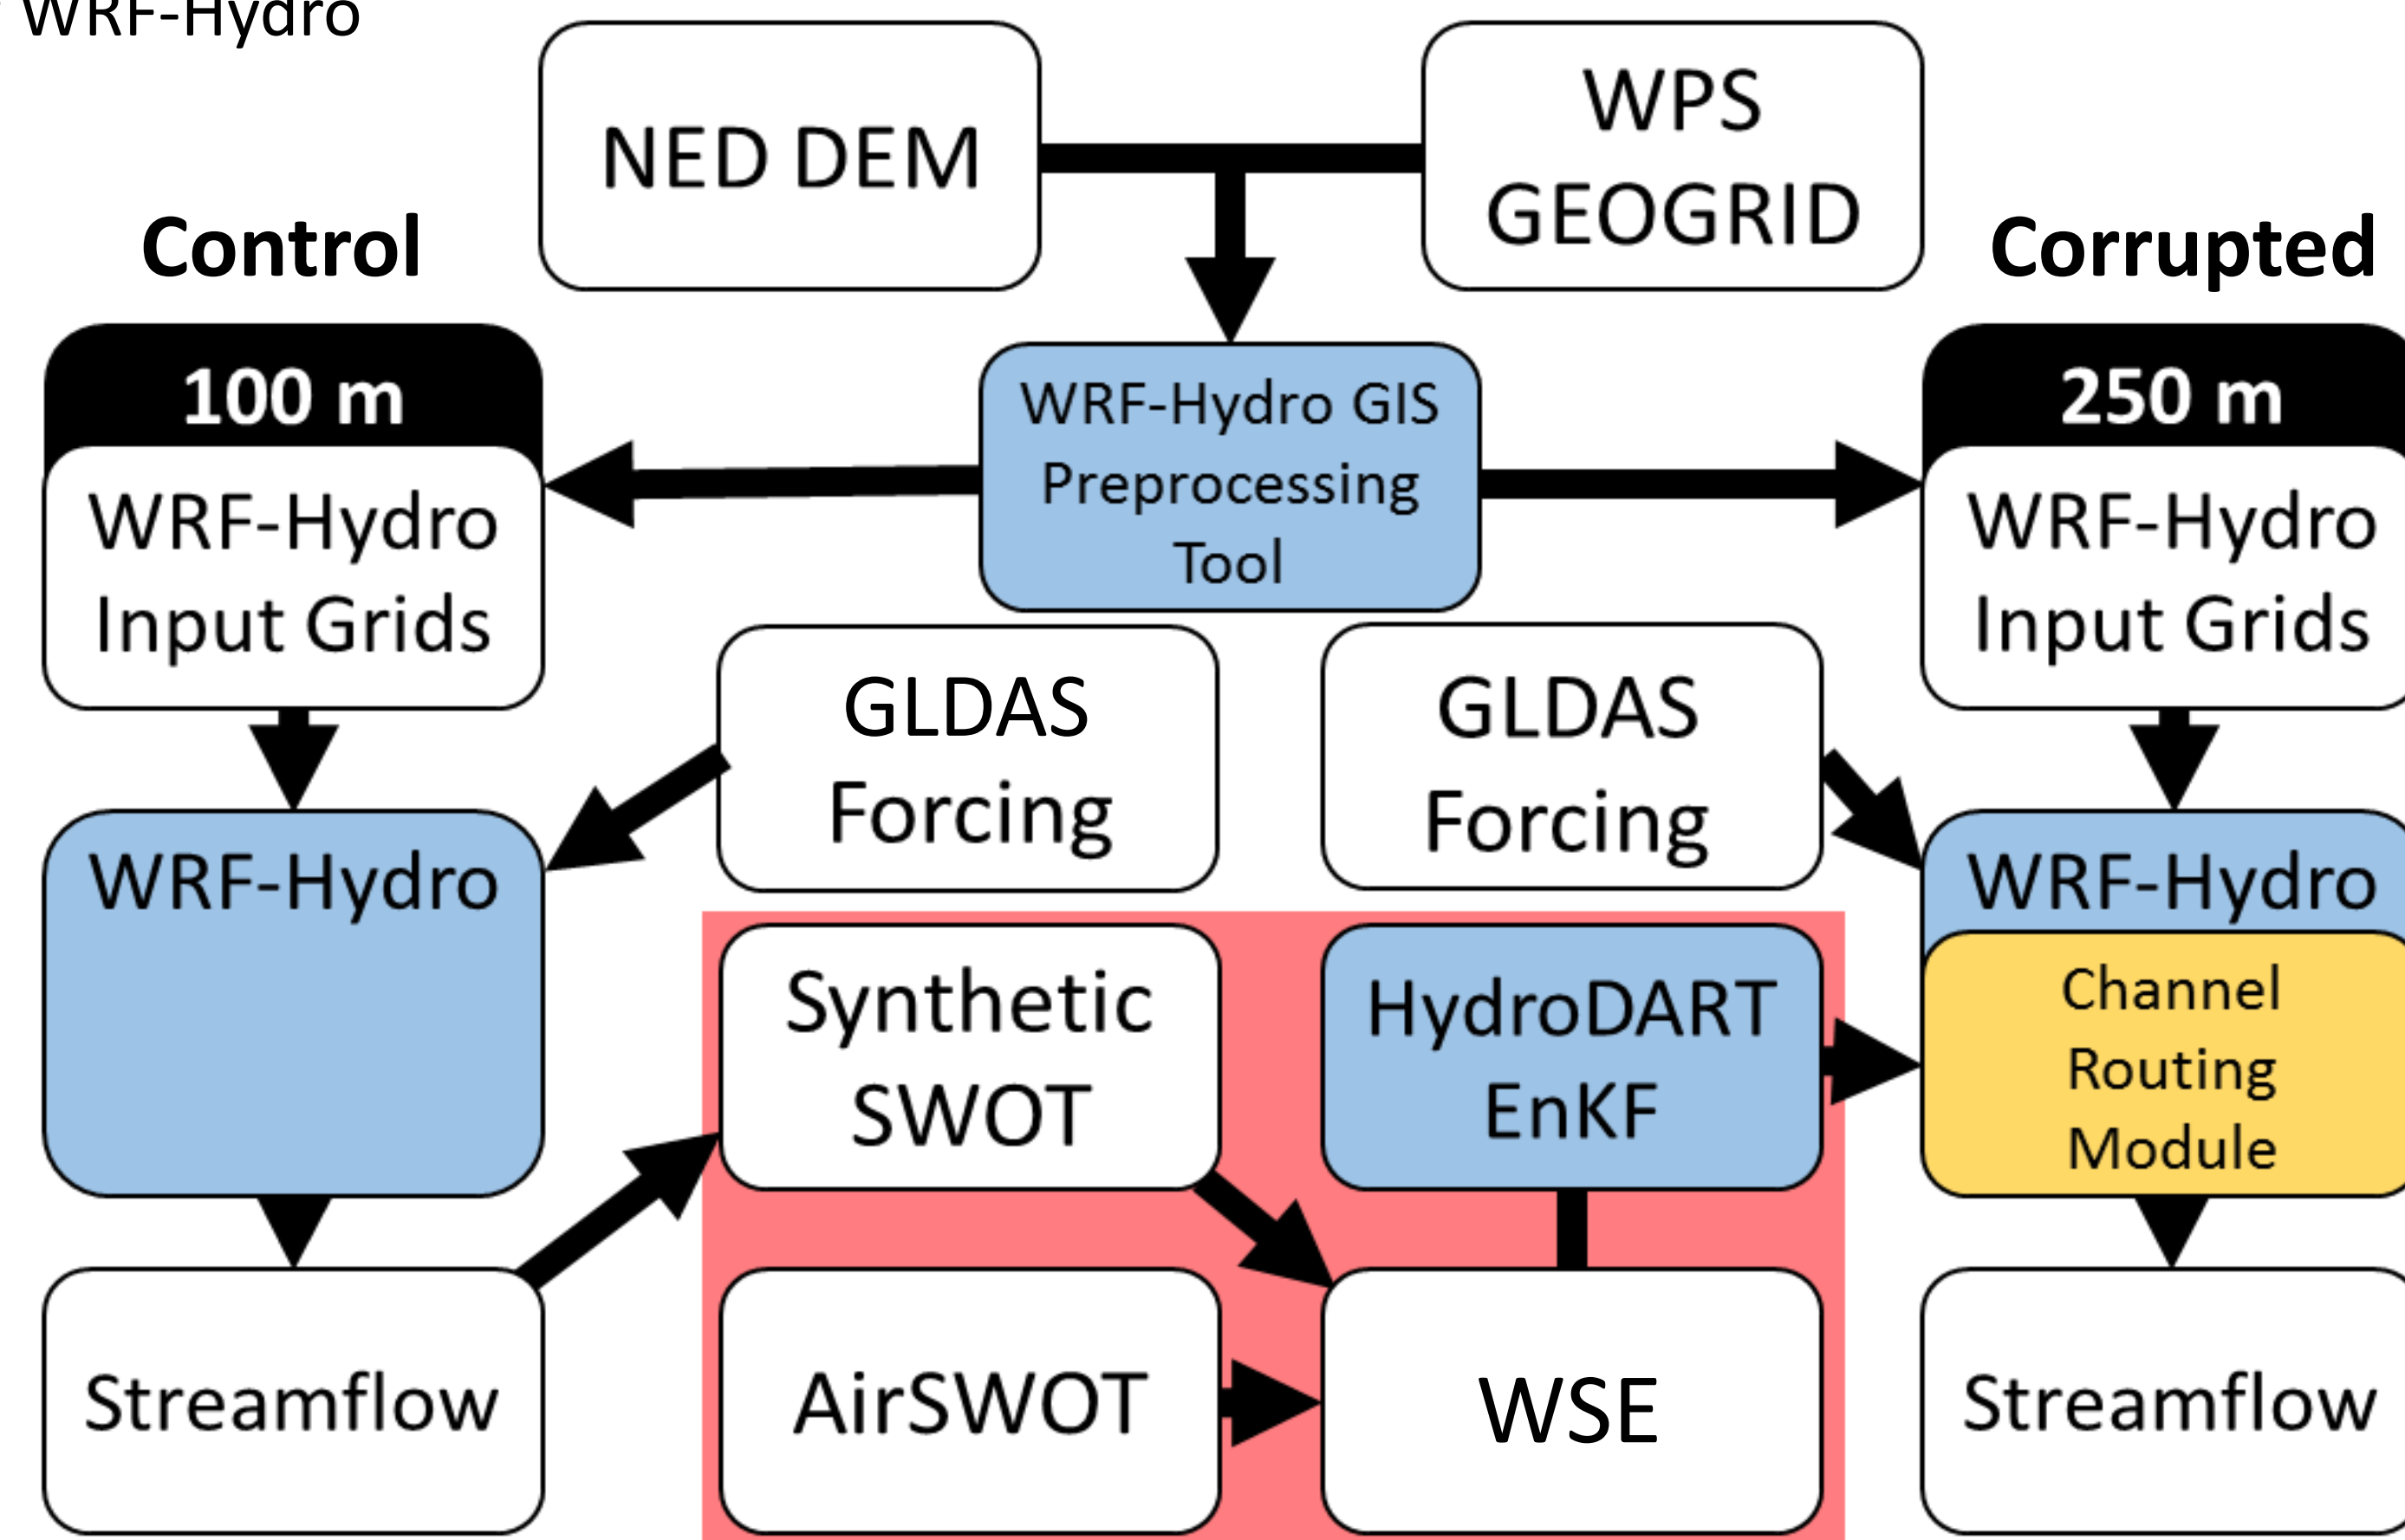 WRF-Hydro
NED DEM
WPS
GEOGRID
Control
Corrupted
100 m
WRF-Hydro
Input Grids
WRF-Hydro GIS
Preprocessing
Tool
250 m
WRF-Hydro
Input Grids
GLDAS
Forcing
GLDAS
Forcing
WRF-Hydro
WRF-Hydro
Channel
Routing
Module
Synthetic
SWOT
HydroDART
EnKF
Streamflow
AirSWOT
WSE
Streamflow